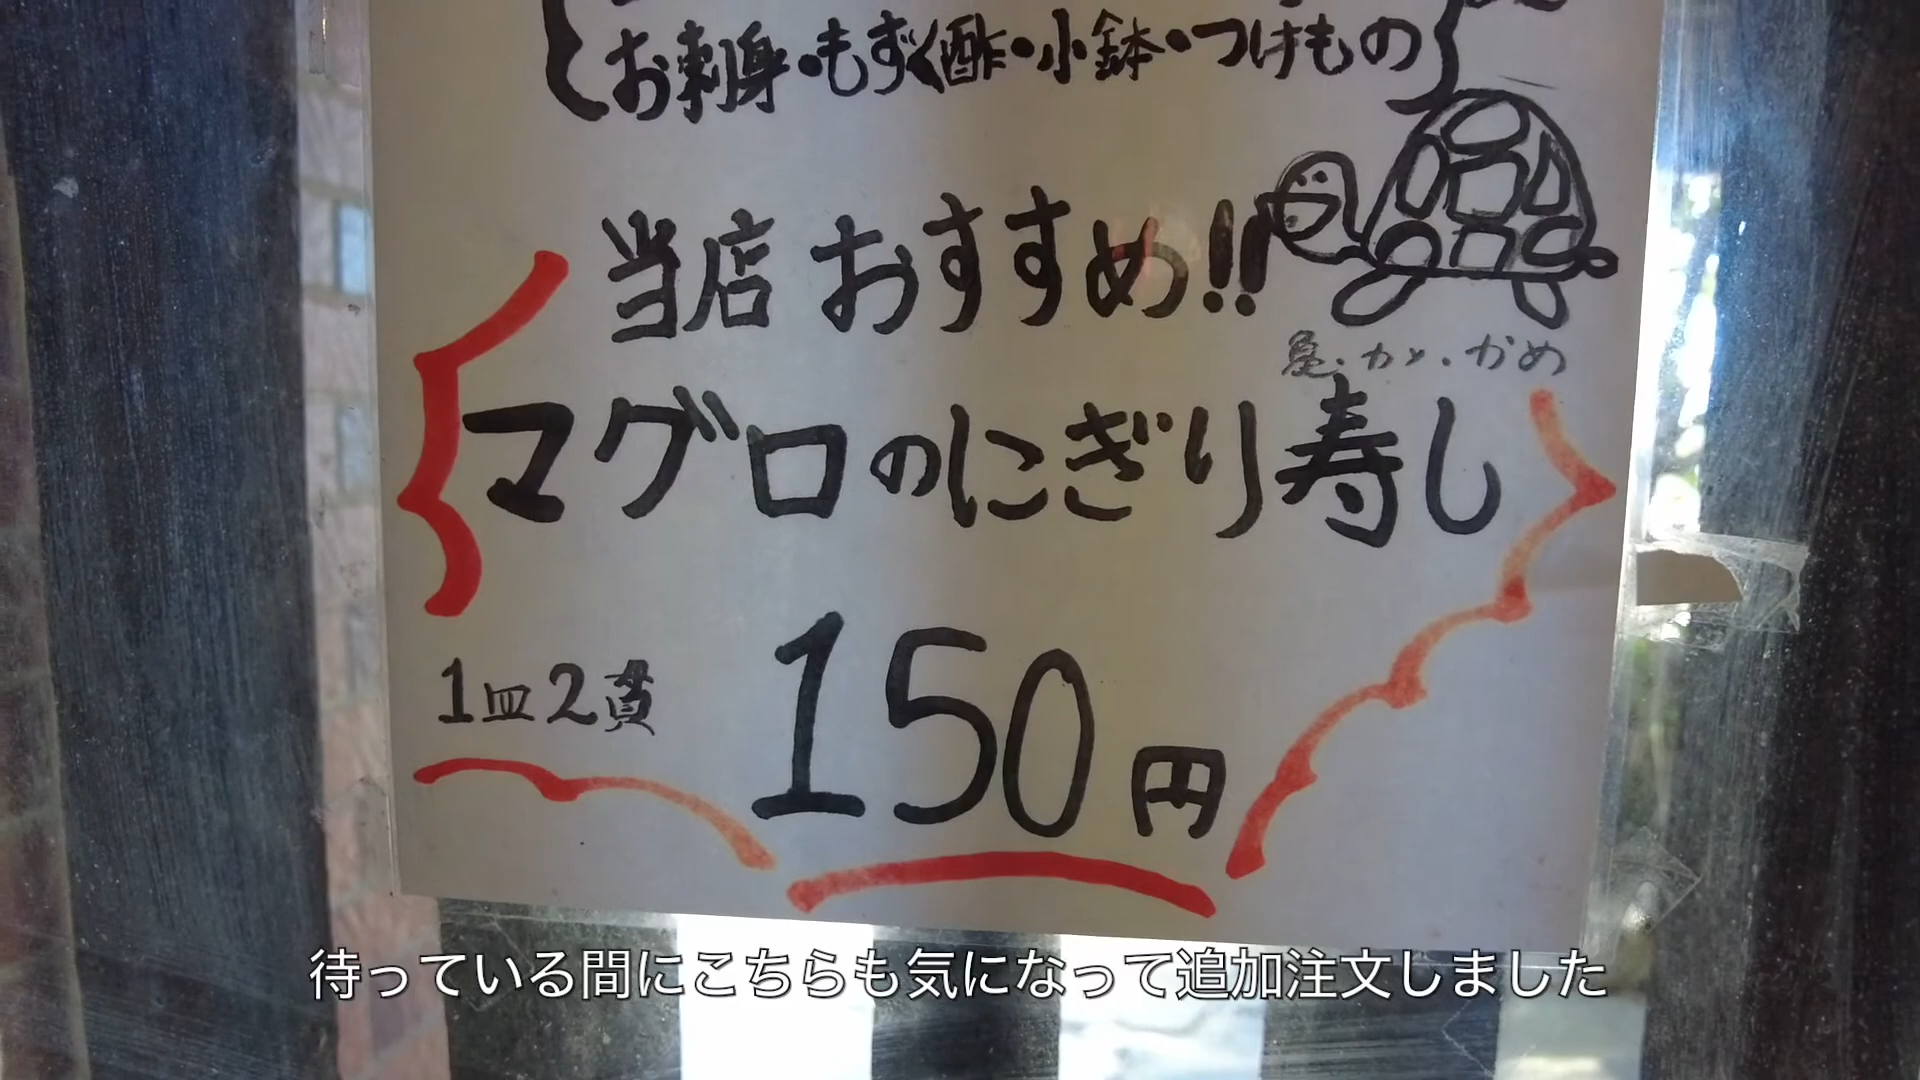 お刺身・もずく酢・小鉢・つけもの
当店おすすめ!!
亀・カメ・かめ
マグロのにぎり寿し
1皿2貫
150円
待っている間にこちらも気になって追加注文しました